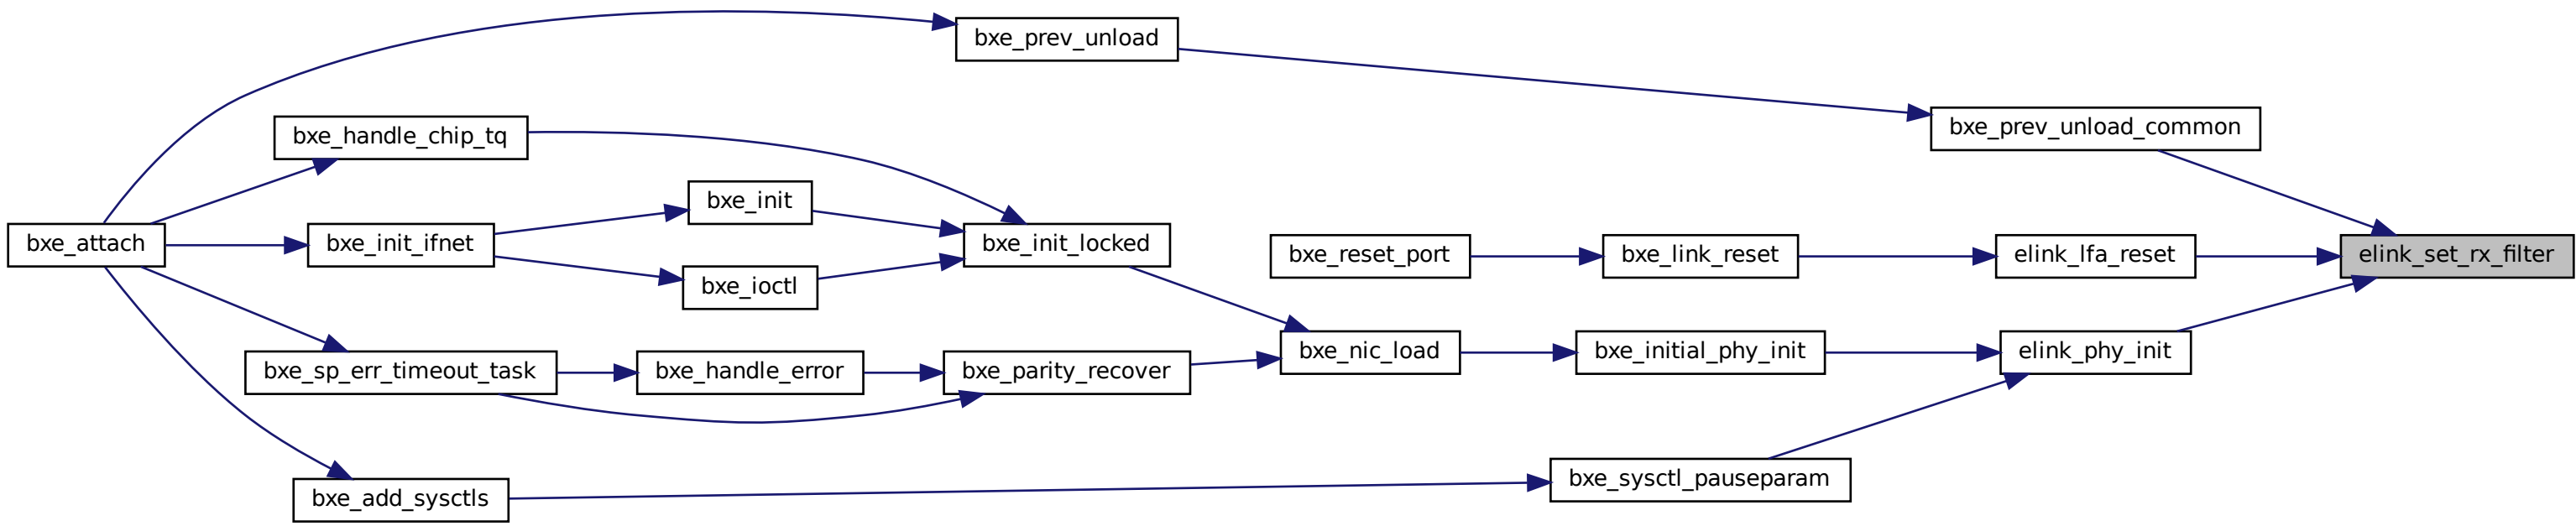 bxe_prev_unload
bxe_prev_unload_common
bxe_handle_chip_tq
bxe_init
bxe_attach
bxe_init_ifnet
bxe_init_locked
bxe_reset_port
bxe_link_reset
elink_lfa_reset
elink_set_rx_filter
bxe_ioctl
bxe_nic_load
bxe_initial_phy_init
elink_phy_init
bxe_sp_err_timeout_task
bxe_handle_error
bxe_parity_recover
bxe_sysctl_pauseparam
bxe_add_sysctls